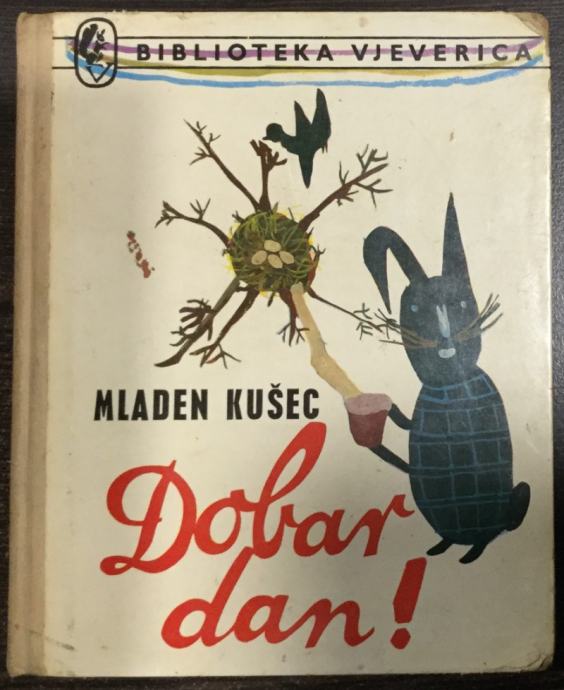 BIBLIOTEKA VJEVERICA
MLADEN KUŠEC
Dobar
dan!